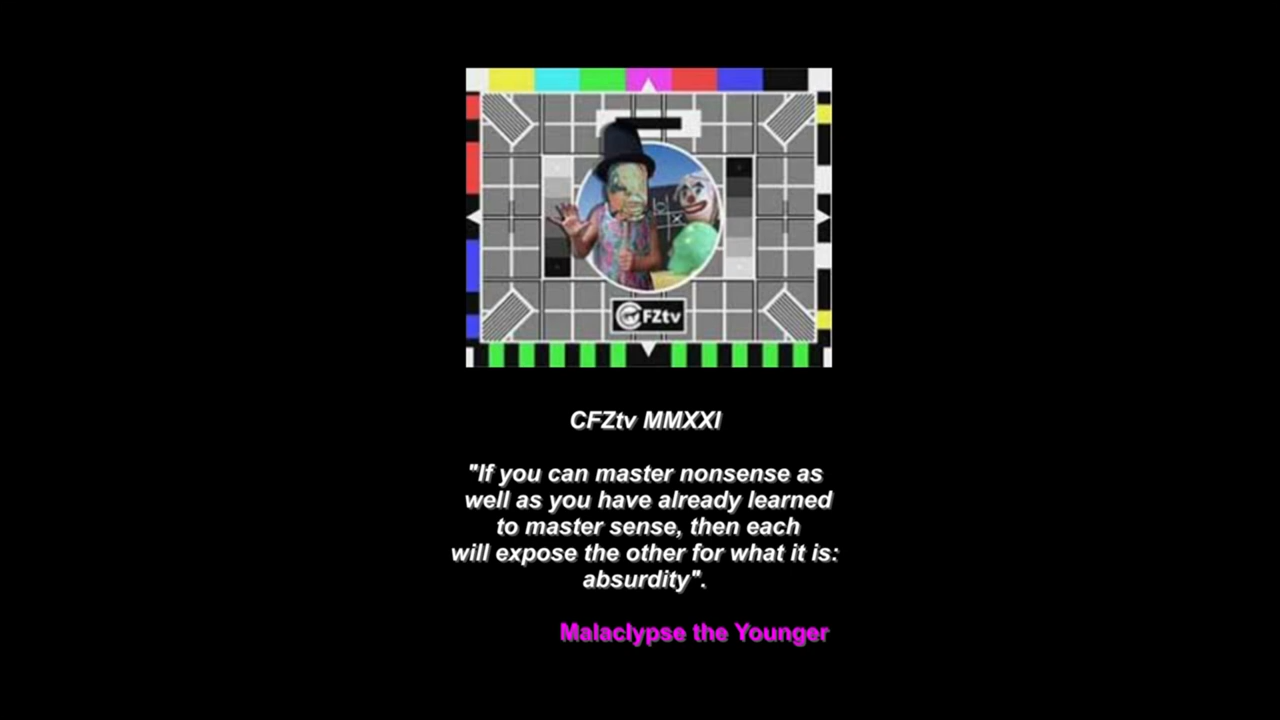 CFZtv
CFZtv MMXXI
"If you can master nonsense as
well as you have already learned
to master sense, then each
will expose the other for what it is:
absurdity".
Malaclypse the Younger